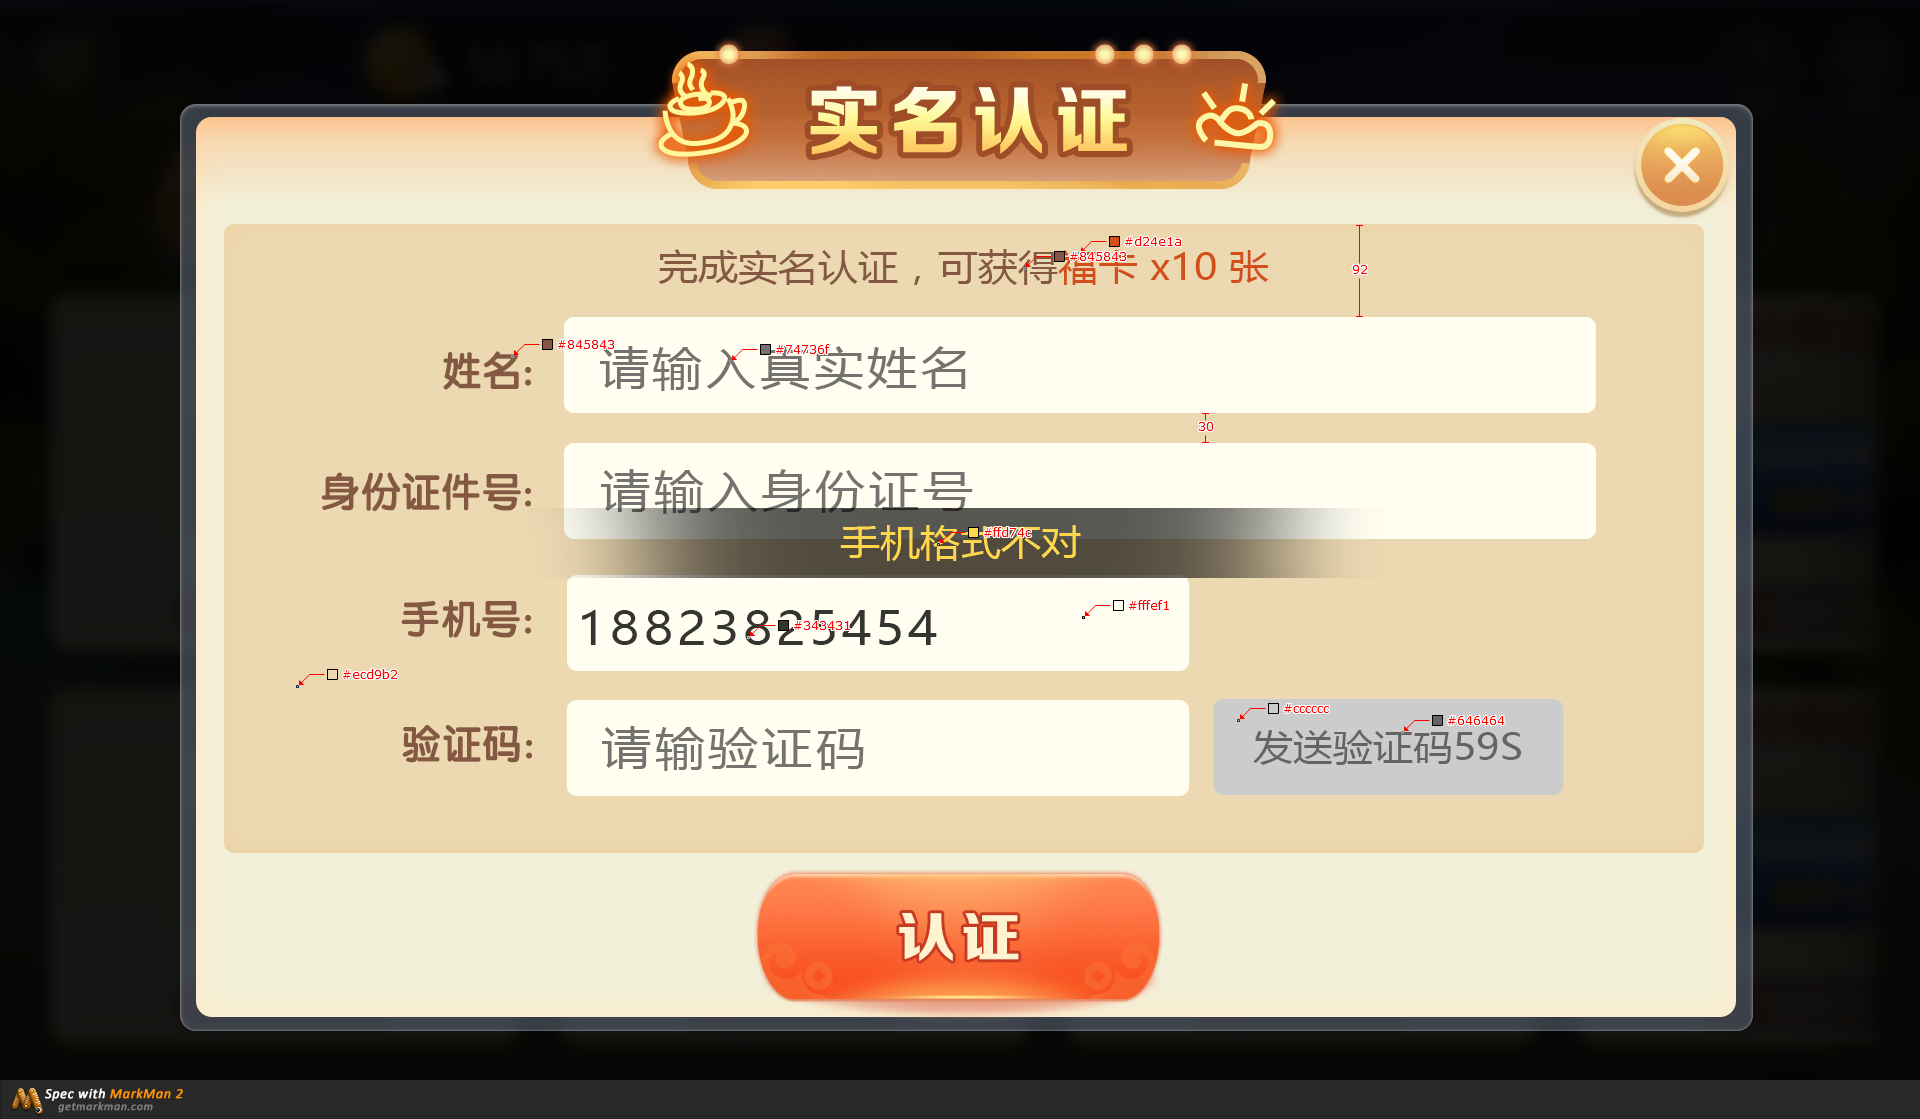 实名认证
#d24e1a
#845843
完成实名认证，可获得福卡 x10 张
92
姓名:
#845843
#74736f
请输入真实姓名
30
身份证件号:
请输入身份证号
#ffd74c
手机格式不对
手机号:
18823825454
#343431
#fffef1
#ecd9b2
验证码:
请输验证码
#cccccc
#646464
发送验证码59S
认证
Spec with MarkMan 2
getmarkman.com